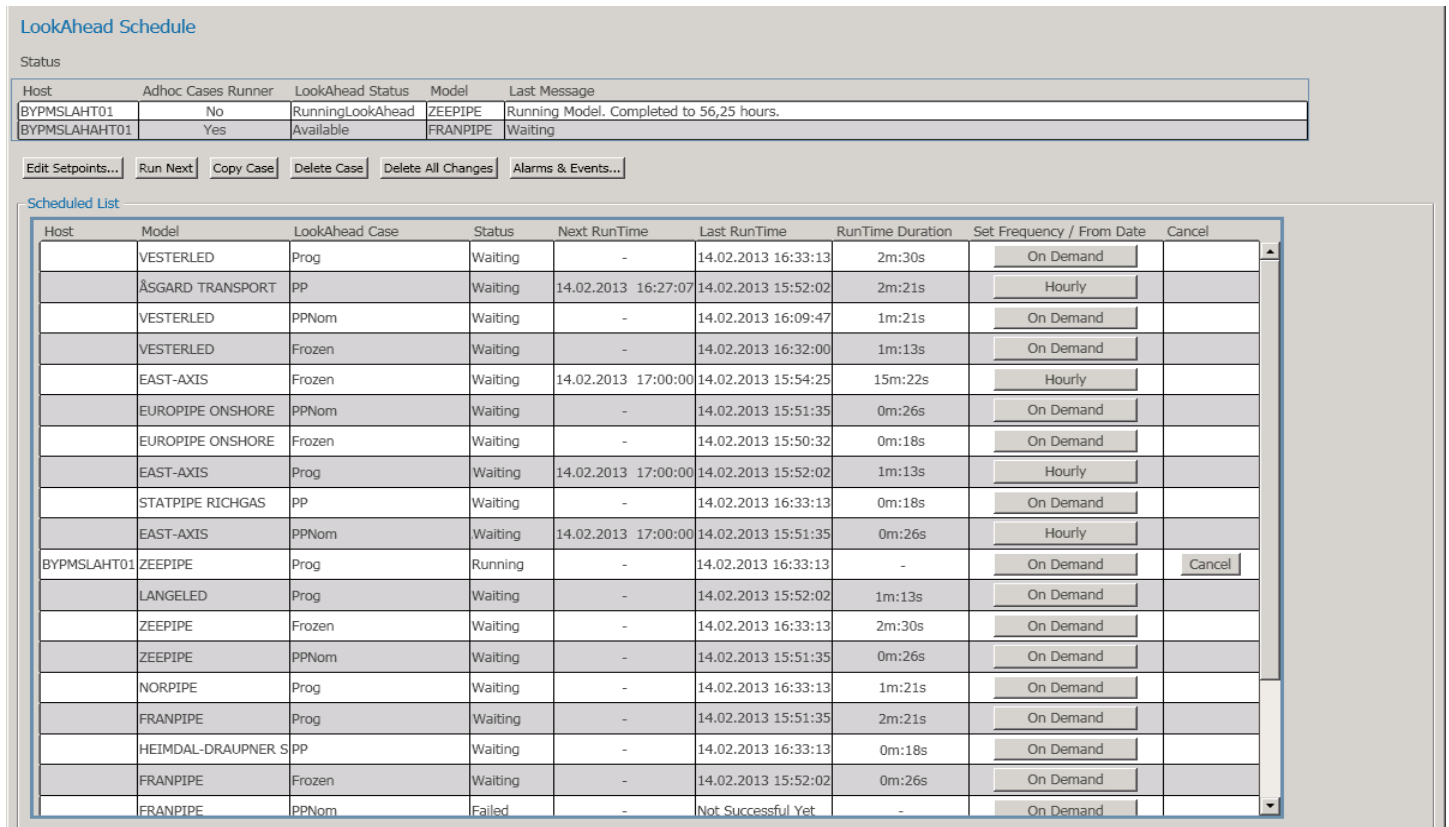 LookAhead Schedule
Status
Host Adhoc Cases Runner LookAhead Status Model Last Message
BYPMSLAHT01 No RunningLookAhead ZEEPIPE Running Model. Completed to 56,25 hours.
BYPMSLAHAHT01 Yes Available FRANPIPE Waiting
Edit Setpoints... Run Next Copy Case Delete Case Delete All Changes Alarms & Events...
Scheduled List
Host Model LookAhead Case Status Next RunTime Last RunTime RunTime Duration Set Frequency / From Date Cancel
VESTERLED Prog Waiting - 14.02.2013 16:33:13 2m:30s On Demand
ÅSGARD TRANSPORT PP Waiting 14.02.2013 16:27:07 14.02.2013 15:52:02 2m:21s Hourly
VESTERLED PPNom Waiting - 14.02.2013 16:09:47 1m:21s On Demand
VESTERLED Frozen Waiting - 14.02.2013 16:32:00 1m:13s On Demand
EAST-AXIS Frozen Waiting 14.02.2013 17:00:00 14.02.2013 15:54:25 15m:22s Hourly
EUROPIPE ONSHORE PPNom Waiting - 14.02.2013 15:51:35 0m:26s On Demand
EUROPIPE ONSHORE Frozen Waiting - 14.02.2013 15:50:32 0m:18s On Demand
EAST-AXIS Prog Waiting 14.02.2013 17:00:00 14.02.2013 15:52:02 1m:13s Hourly
STATPIPE RICHGAS PP Waiting - 14.02.2013 16:33:13 0m:18s On Demand
EAST-AXIS PPNom .Waiting 14.02.2013 17:00:00 14.02.2013 15:51:35 0m:26s Hourly
BYPMSLAHT01 ZEEPIPE Prog Running - 14.02.2013 16:33:13 - On Demand Cancel
LANGELED Prog Waiting - 14.02.2013 15:52:02 1m:13s On Demand
ZEEPIPE Frozen Waiting - 14.02.2013 16:33:13 2m:30s On Demand
ZEEPIPE PPNom Waiting - 14.02.2013 15:51:35 0m:26s On Demand
NORPIPE Prog Waiting - 14.02.2013 16:33:13 1m:21s On Demand
FRANPIPE Prog Waiting - 14.02.2013 15:51:35 2m:21s On Demand
HEIMDAL-DRAUPNER S PP Waiting - 14.02.2013 16:33:13 0m:18s On Demand
FRANPIPE Frozen Waiting - 14.02.2013 15:52:02 0m:26s On Demand
FRANPIPE PPNom Failed - Not Successful Yet - On Demand